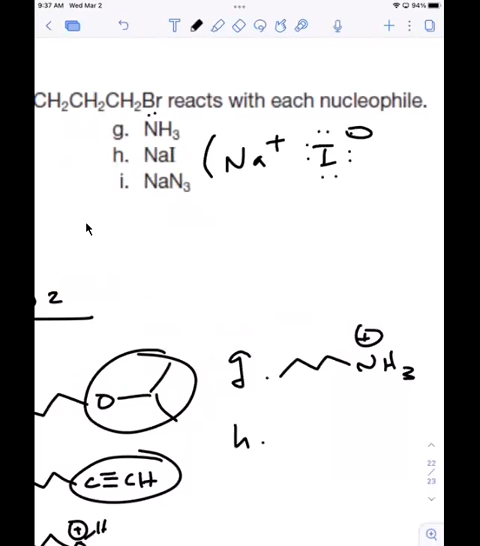 9:37 AM Wed Mar 2
94%
CH₂CH₂CH₂Br reacts with each nucleophile.
g. NH₃
h. NaI (Na⁺ I⊖
i. NaN₃
2
g. NH₃ ⊕
O
h.
C≡CH
⊕ H
22
23